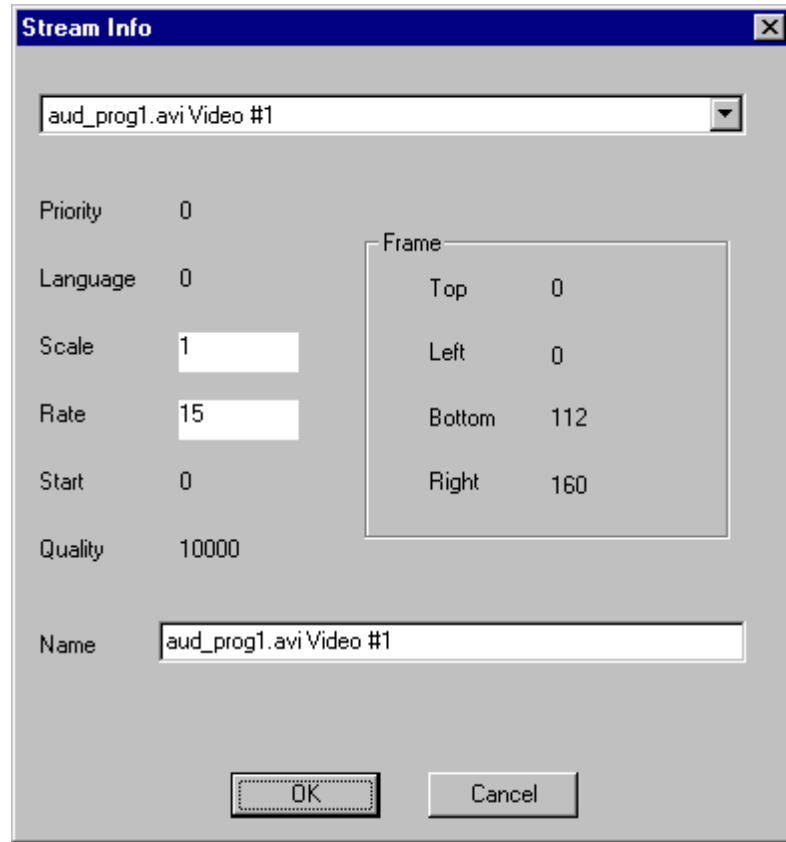 Stream Info
aud_prog1.avi Video #1
Priority 0
Language 0
Scale 1
Rate 15
Start 0
Quality 10000
Frame
Top 0
Left 0
Bottom 112
Right 160
Name aud_prog1.avi Video #1
OK Cancel